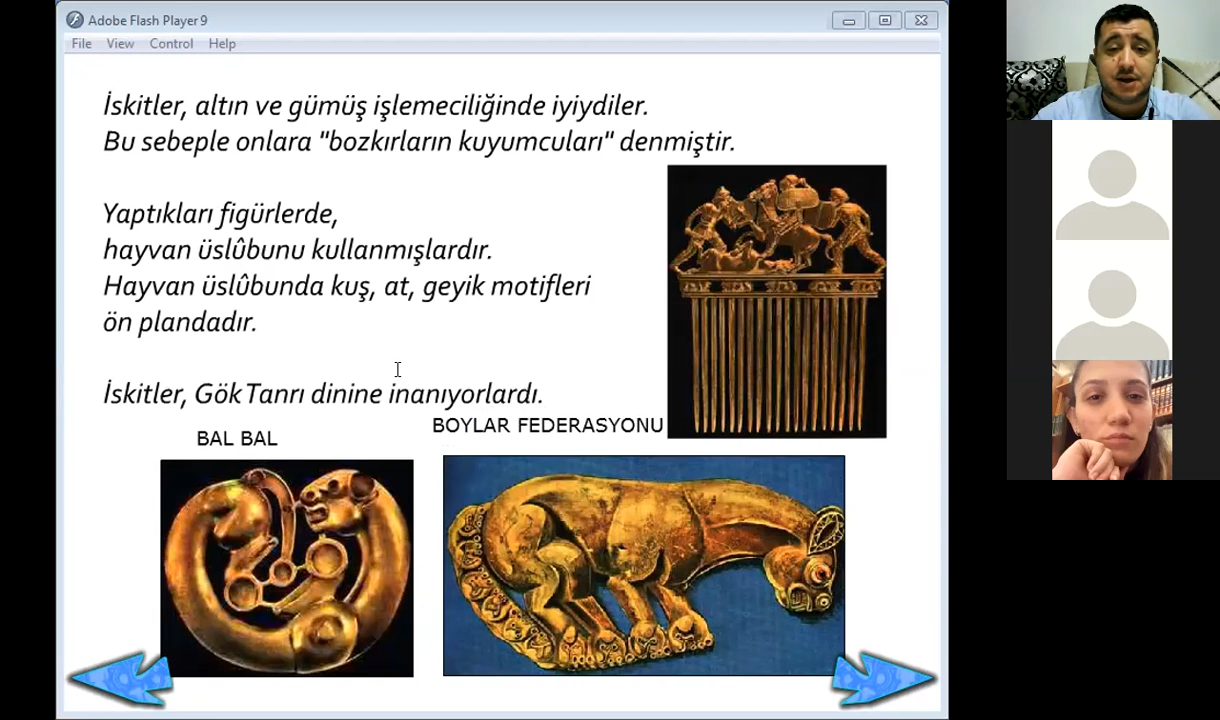 Adobe Flash Player 9
File View Control Help
İskitler, altın ve gümüş işlemeciliğinde iyiydiler.
Bu sebeple onlara "bozkırların kuyumcuları" denmiştir.
Yaptıkları figürlerde,
hayvan üslûbunu kullanmışlardır.
Hayvan üslûbunda kuş, at, geyik motifleri
ön plandadır.
İskitler, Gök Tanrı dinine inanıyorlardı.
BAL BAL
BOYLAR FEDERASYONU